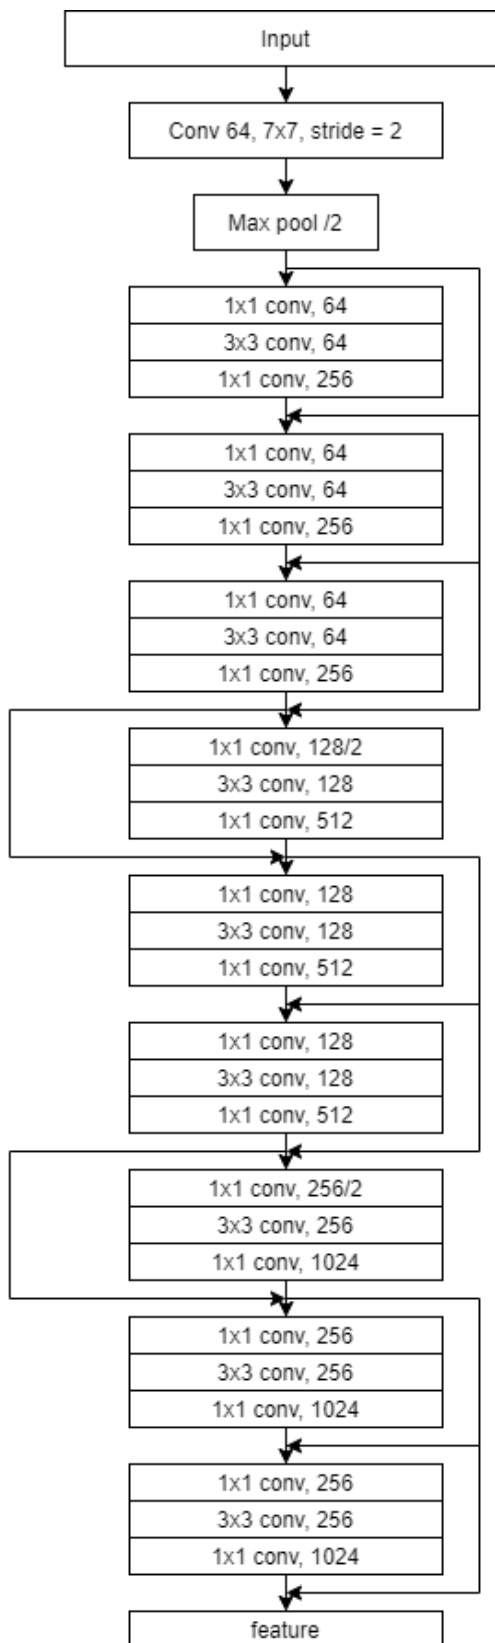 Input
Conv 64, 7x7, stride = 2
Max pool /2
1x1 conv, 64
3x3 conv, 64
1x1 conv, 256
1x1 conv, 64
3x3 conv, 64
1x1 conv, 256
1x1 conv, 64
3x3 conv, 64
1x1 conv, 256
1x1 conv, 128/2
3x3 conv, 128
1x1 conv, 512
1x1 conv, 128
3x3 conv, 128
1x1 conv, 512
1x1 conv, 128
3x3 conv, 128
1x1 conv, 512
1x1 conv, 256/2
3x3 conv, 256
1x1 conv, 1024
1x1 conv, 256
3x3 conv, 256
1x1 conv, 1024
1x1 conv, 256
3x3 conv, 256
1x1 conv, 1024
feature